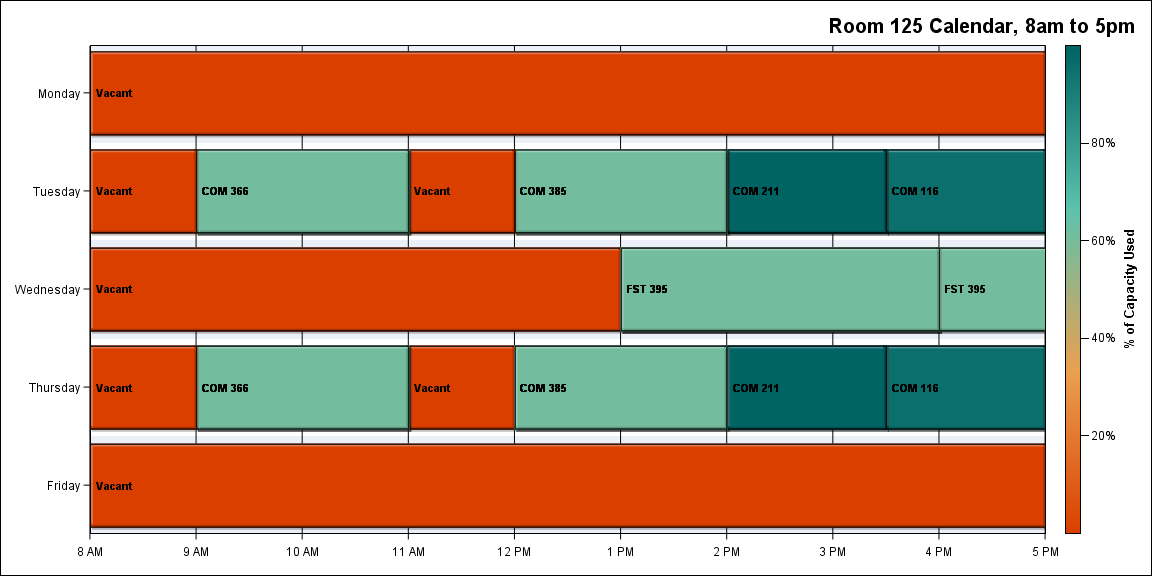 Room 125 Calendar, 8am to 5pm
Monday
Vacant
Tuesday
Vacant
COM 366
Vacant
COM 385
COM 211
COM 116
Wednesday
Vacant
FST 395
FST 395
Thursday
Vacant
COM 366
Vacant
COM 385
COM 211
COM 116
Friday
Vacant
8 AM
9 AM
10 AM
11 AM
12 PM
1 PM
2 PM
3 PM
4 PM
5 PM
80%
60%
40%
20%
% of Capacity Used